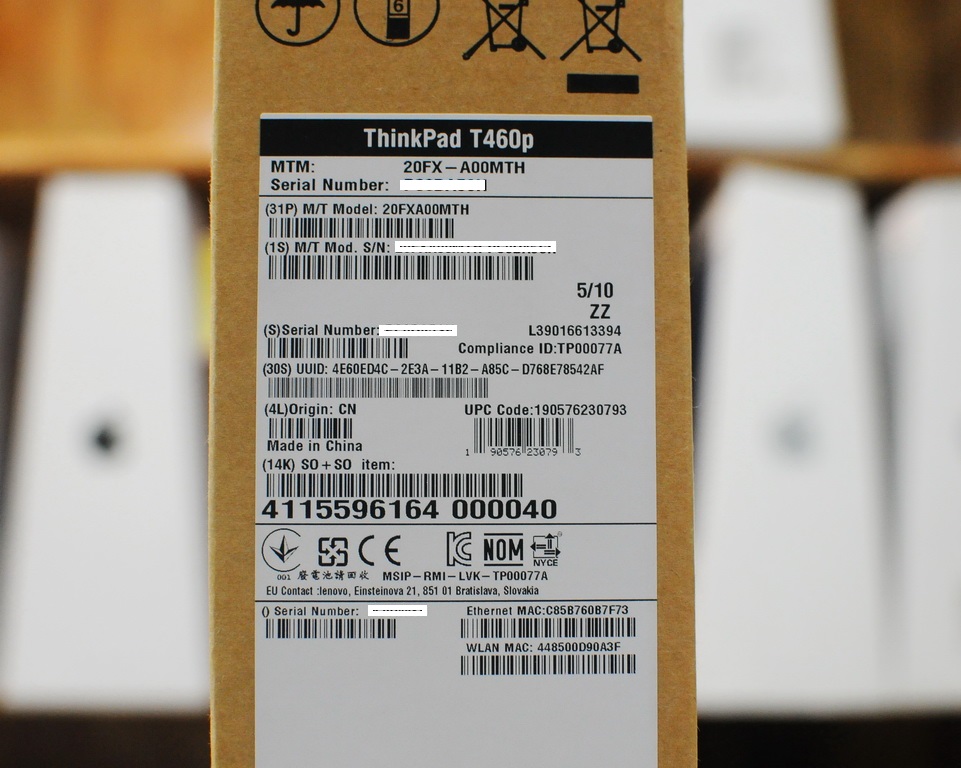 6
ThinkPad T460p
MTM: 20FX-A00MTH
Serial Number:
(31P) M/T Model: 20FXA00MTH
(1S) M/T Mod. S/N:
5/10
ZZ
(S)Serial Number: L39016613394
Compliance ID:TP00077A
(30S) UUID: 4E60ED4C-2E3A-11B2-A85C-D768E78542AF
(4L)Origin: CN UPC Code:190576230793
Made in China 1 90576 23079 3
(14K) SO+SO item:
4115596164 000040
CE NOM NYCE
001 廢電池請回收 MSIP-RMI-LVK-TP00077A
EU Contact :lenovo, Einsteinova 21, 851 01 Bratislava, Slovakia
() Serial Number: Ethernet MAC:C85B760B7F73
WLAN MAC: 448500D90A3F